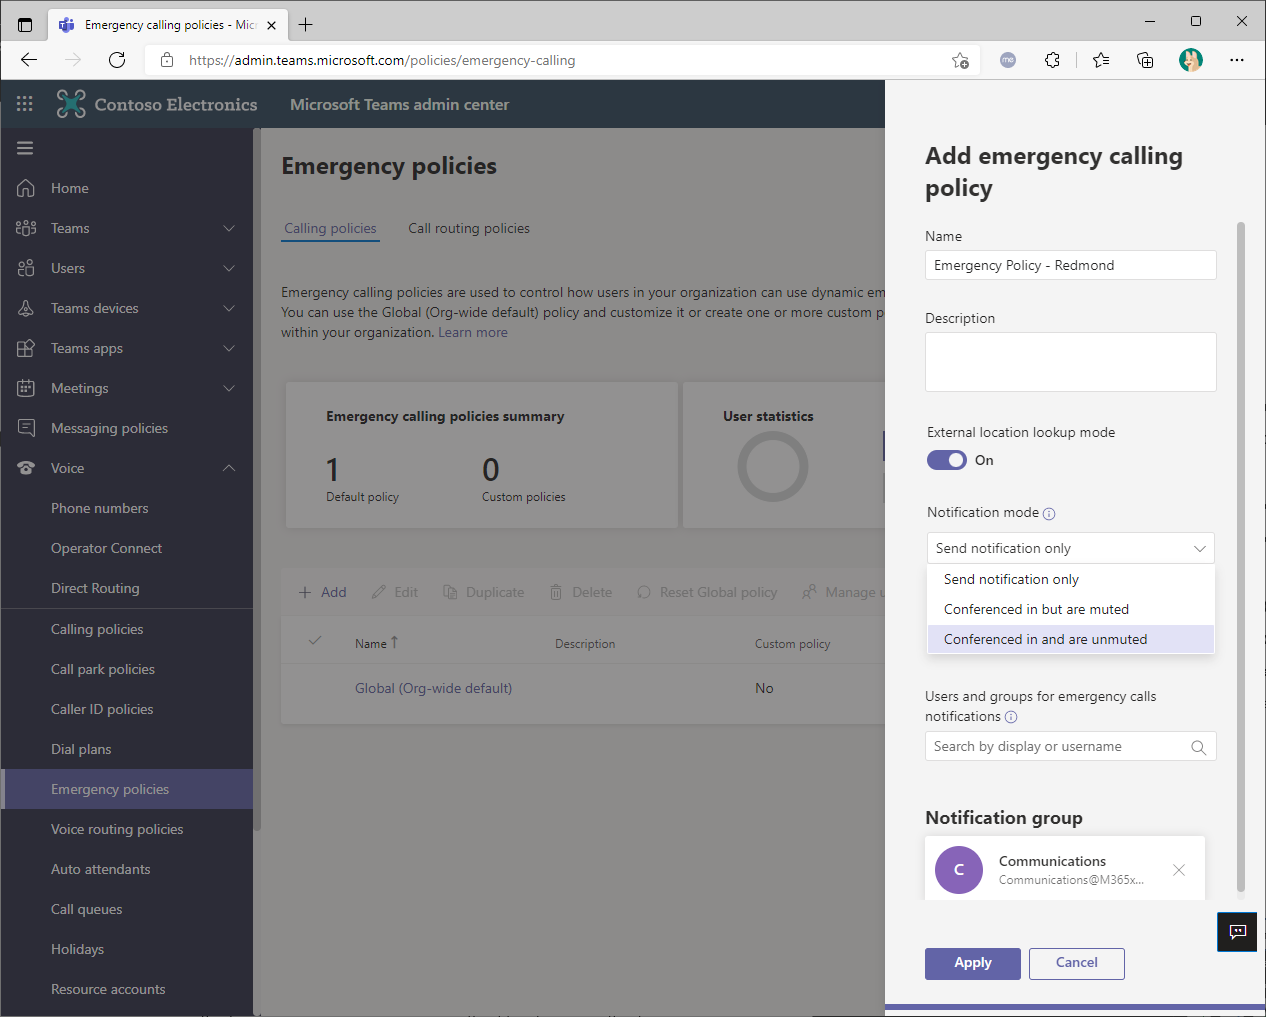 Emergency calling policies - Mic
https://admin.teams.microsoft.com/policies/emergency-calling
me
Contoso Electronics
Microsoft Teams admin center
Home
Teams
Users
Teams devices
Teams apps
Meetings
Messaging policies
Voice
Phone numbers
Operator Connect
Direct Routing
Calling policies
Call park policies
Caller ID policies
Dial plans
Emergency policies
Voice routing policies
Auto attendants
Call queues
Holidays
Resource accounts
Emergency policies
Calling policies
Call routing policies
Emergency calling policies are used to control how users in your organization can use dynamic em
You can use the Global (Org-wide default) policy and customize it or create one or more custom p
within your organization. Learn more
Emergency calling policies summary
1
Default policy
0
Custom policies
User statistics
Add
Edit
Duplicate
Delete
Reset Global policy
Manage u
Name ↑
Description
Custom policy
Global (Org-wide default)
No
Add emergency calling
policy
Name
Emergency Policy - Redmond
Description
External location lookup mode
On
Notification mode
Send notification only
Send notification only
Conferenced in but are muted
Conferenced in and are unmuted
Users and groups for emergency calls
notifications
Search by display or username
Notification group
C
Communications
Communications@M365x...
Apply
Cancel